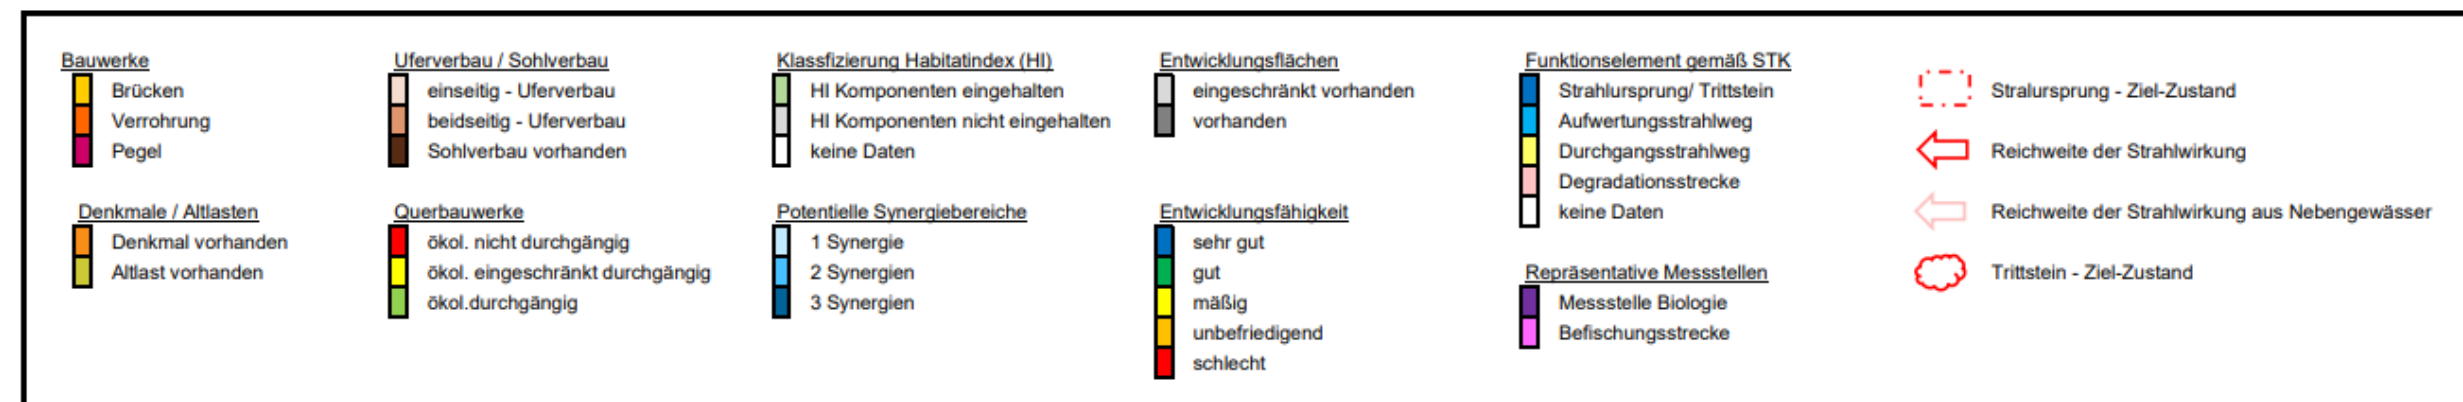 Bauwerke
Brücken
Verrohrung
Pegel
Denkmale / Altlasten
Denkmal vorhanden
Altlast vorhanden
Uferverbau / Sohlverbau
einseitig - Uferverbau
beidseitig - Uferverbau
Sohlverbau vorhanden
Querbauwerke
ökol. nicht durchgängig
ökol. eingeschränkt durchgängig
ökol.durchgängig
Klassfizierung Habitatindex (HI)
HI Komponenten eingehalten
HI Komponenten nicht eingehalten
keine Daten
Potentielle Synergiebereiche
1 Synergie
2 Synergien
3 Synergien
Entwicklungsflächen
eingeschränkt vorhanden
vorhanden
Entwicklungsfähigkeit
sehr gut
gut
mäßig
unbefriedigend
schlecht
Funktionselement gemäß STK
Strahlursprung/ Trittstein
Aufwertungsstrahlweg
Durchgangsstrahlweg
Degradationsstrecke
keine Daten
Repräsentative Messstellen
Messstelle Biologie
Befischungsstrecke
Stralursprung - Ziel-Zustand
Reichweite der Strahlwirkung
Reichweite der Strahlwirkung aus Nebengewässer
Trittstein - Ziel-Zustand